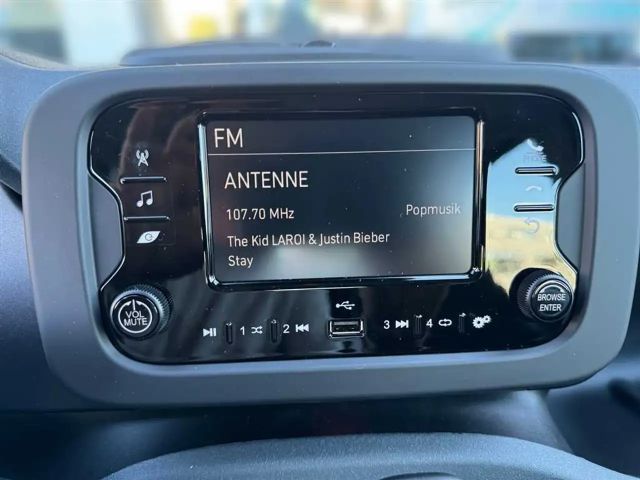 FM
ANTENNE
107.70 MHz Popmusik
The Kid LAROI & Justin Bieber
Stay
VOL
MUTE
BROWSE
ENTER
1 2 3 4